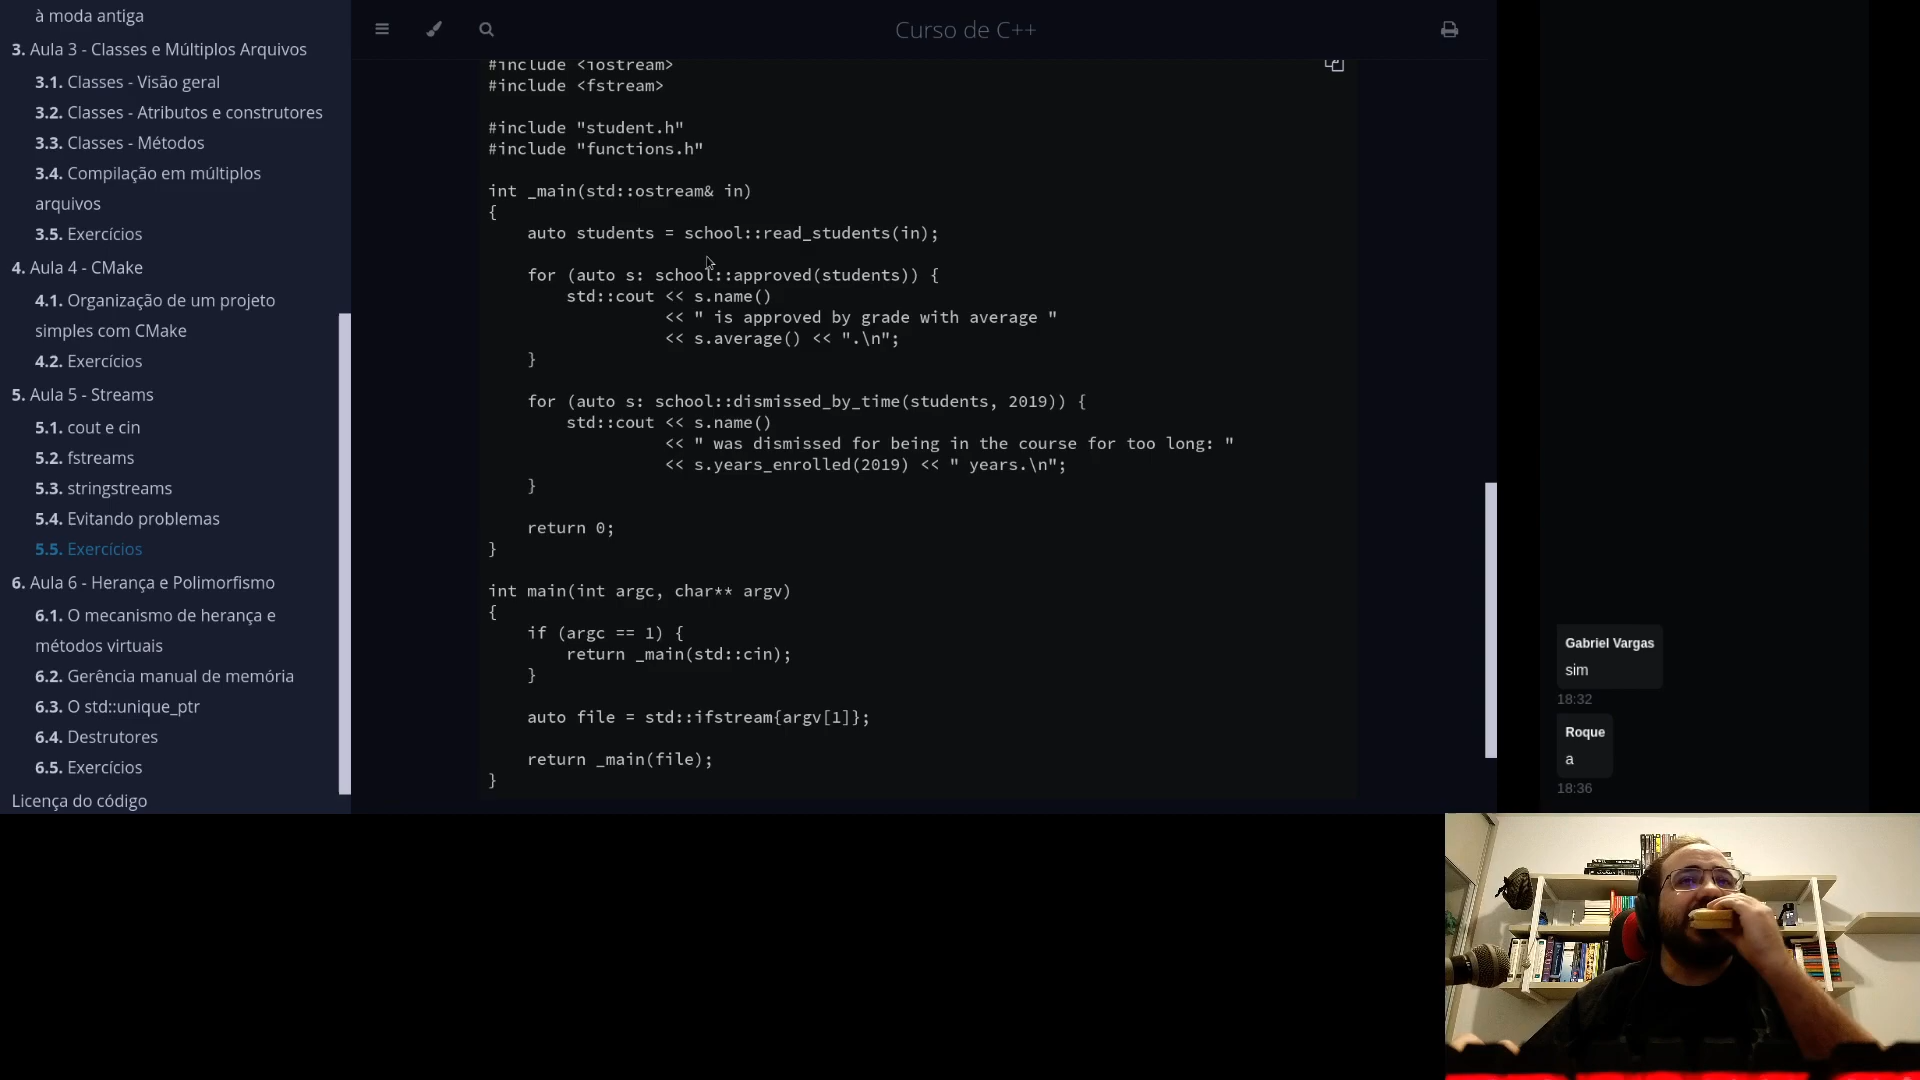 à moda antiga
3. Aula 3 - Classes e Múltiplos Arquivos
3.1. Classes - Visão geral
3.2. Classes - Atributos e construtores
3.3. Classes - Métodos
3.4. Compilação em múltiplos
arquivos
3.5. Exercícios
4. Aula 4 - CMake
4.1. Organização de um projeto
simples com CMake
4.2. Exercícios
5. Aula 5 - Streams
5.1. cout e cin
5.2. fstreams
5.3. stringstreams
5.4. Evitando problemas
5.5. Exercícios
6. Aula 6 - Herança e Polimorfismo
6.1. O mecanismo de herança e
métodos virtuais
6.2. Gerência manual de memória
6.3. O std::unique_ptr
6.4. Destrutores
6.5. Exercícios
Licença do código
Curso de C++
#include <iostream>
#include <fstream>
#include "student.h"
#include "functions.h"
int _main(std::ostream& in)
{
auto students = school::read_students(in);
for (auto s: school::approved(students)) {
std::cout << s.name()
<< " is approved by grade with average "
<< s.average() << ".\n";
}
for (auto s: school::dismissed_by_time(students, 2019)) {
std::cout << s.name()
<< " was dismissed for being in the course for too long: "
<< s.years_enrolled(2019) << " years.\n";
}
return 0;
}
int main(int argc, char** argv)
{
if (argc == 1) {
return _main(std::cin);
}
auto file = std::ifstream{argv[1]};
return _main(file);
}
Gabriel Vargas
sim
18:32
Roque
a
18:36